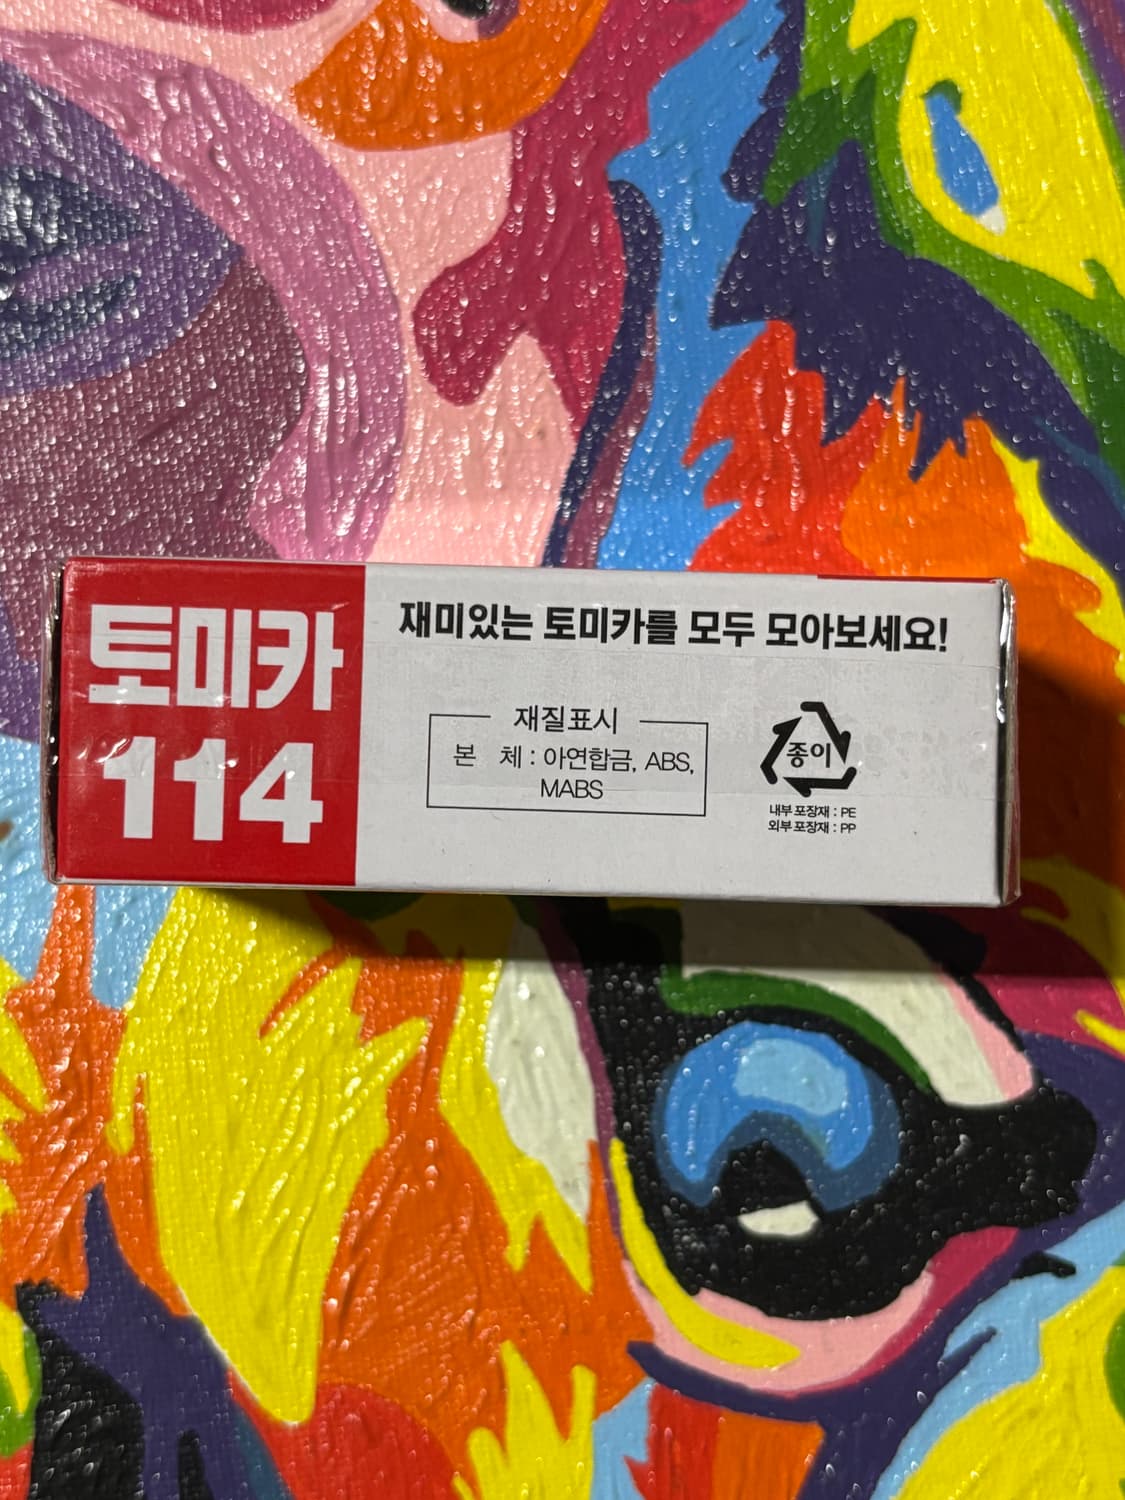 토미카
114
재미있는 토미카를 모두 모아보세요!
재질표시
본 체 : 아연합금, ABS,
MABS
종이
내부 포장재 : PE
외부 포장재 : PP